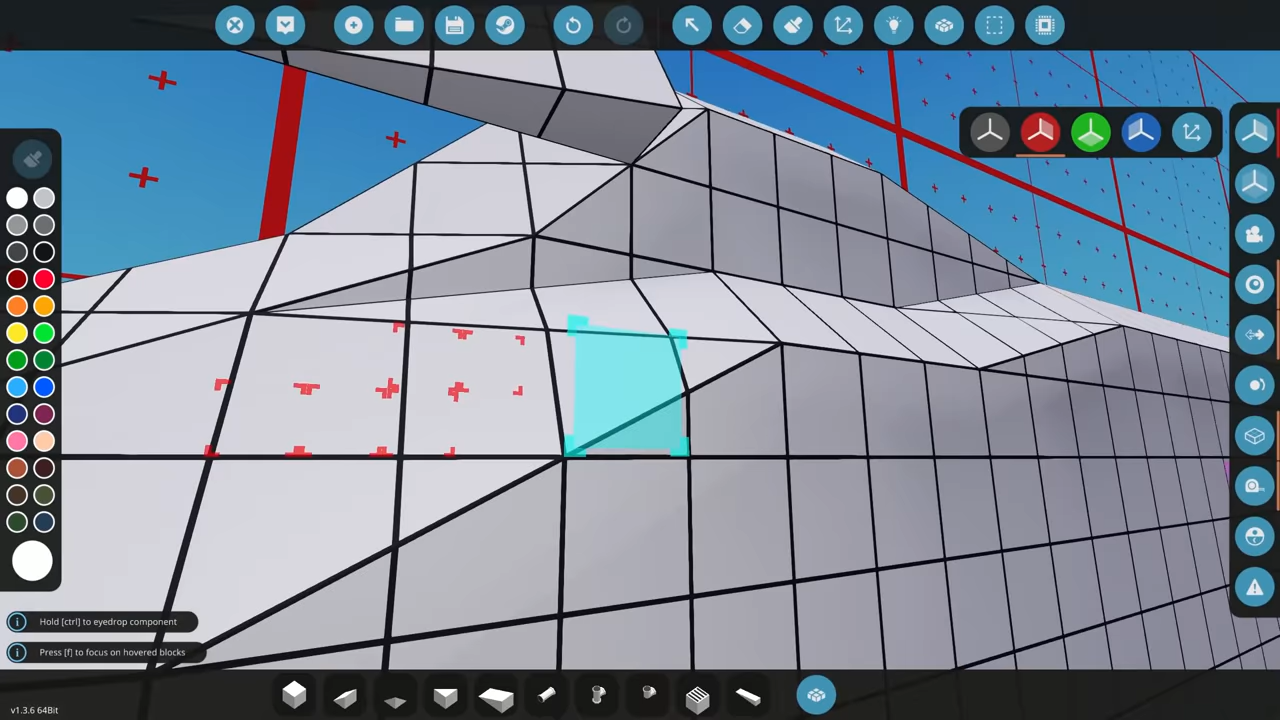 Hold [ctrl] to eyedrop component
Press [f] to focus on hovered blocks
v1.3.6 64Bit